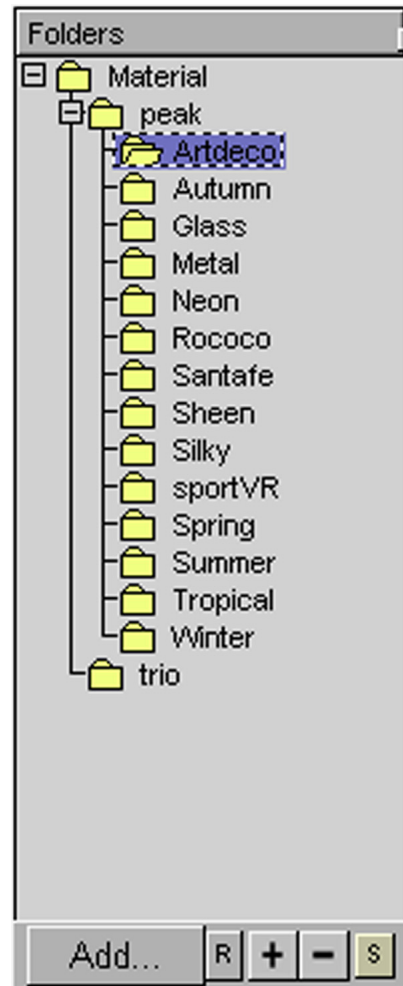 Folders
Material
peak
Artdeco
Autumn
Glass
Metal
Neon
Rococo
Santafe
Sheen
Silky
sportVR
Spring
Summer
Tropical
Winter
trio
Add... R + - S